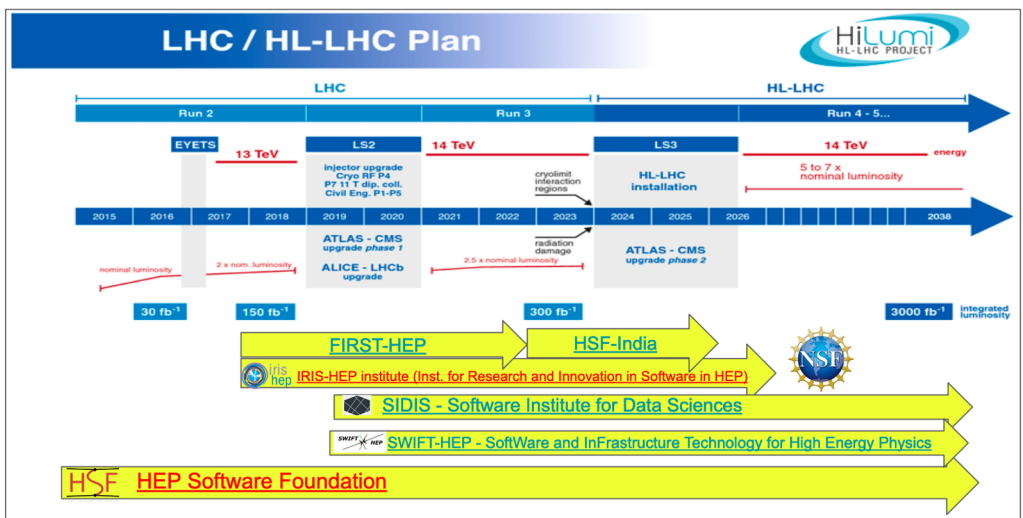 LHC / HL-LHC Plan
HiLumi
HL-LHC PROJECT
LHC
HL-LHC
Run 2
Run 3
Run 4 - 5...
EYETS
13 TeV
LS2
14 TeV
LS3
14 TeV
energy
injector upgrade
Cryo RF P4
P7 11 T dip. coll.
Civil Eng. P1-P5
cryolimit
interaction
regions
HL-LHC
installation
5 to 7 x
nominal luminosity
2015 2016 2017 2018 2019 2020 2021 2022 2023 2024 2025 2026 2038
ATLAS - CMS
upgrade phase 1
ALICE - LHCb
upgrade
radiation
damage
ATLAS - CMS
upgrade phase 2
nominal luminosity
2 x nom. luminosity
2.5 x nominal luminosity
30 fb-1
150 fb-1
300 fb-1
3000 fb-1
integrated
luminosity
FIRST-HEP
HSF-India
NSF
iris
hep
IRIS-HEP institute (Inst. for Research and Innovation in Software in HEP)
SIDIS - Software Institute for Data Sciences
SWIFT HEP
SWIFT-HEP - SoftWare and InFrastructure Technology for High Energy Physics
HSF
HEP Software Foundation